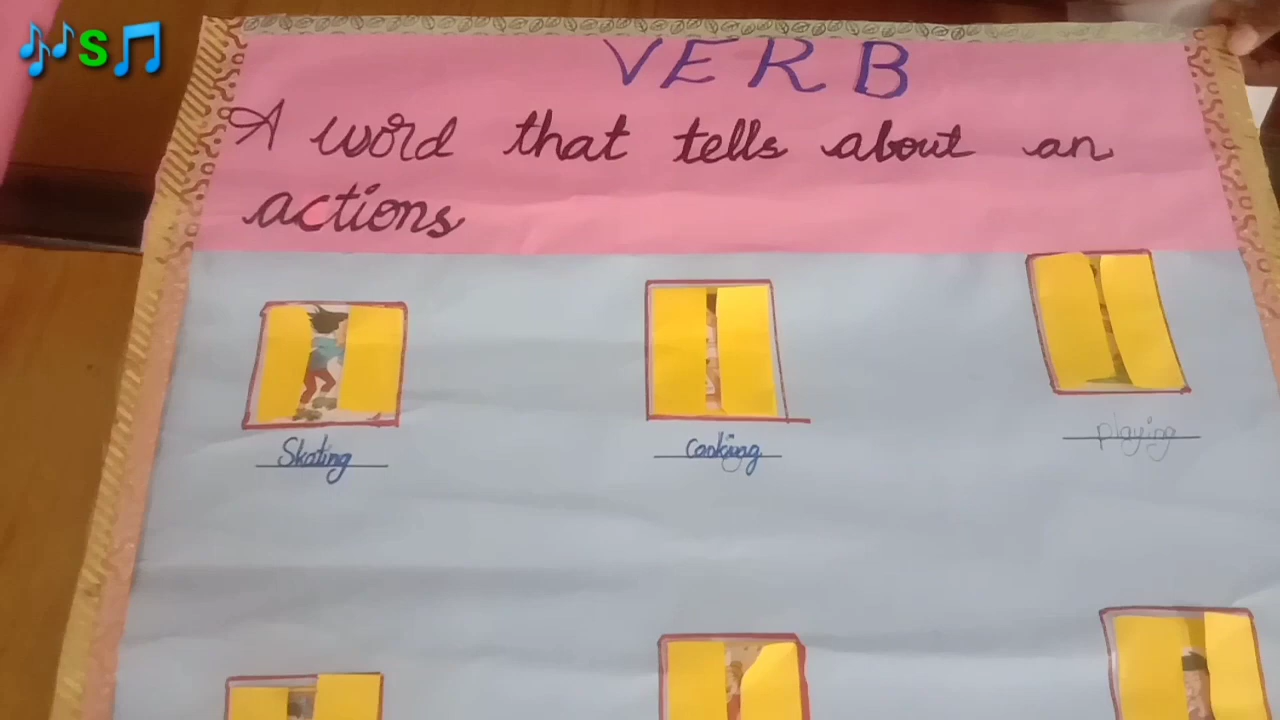 🎶S🎵
VERB
A word that tells about an
actions
Skating
cooking
playing